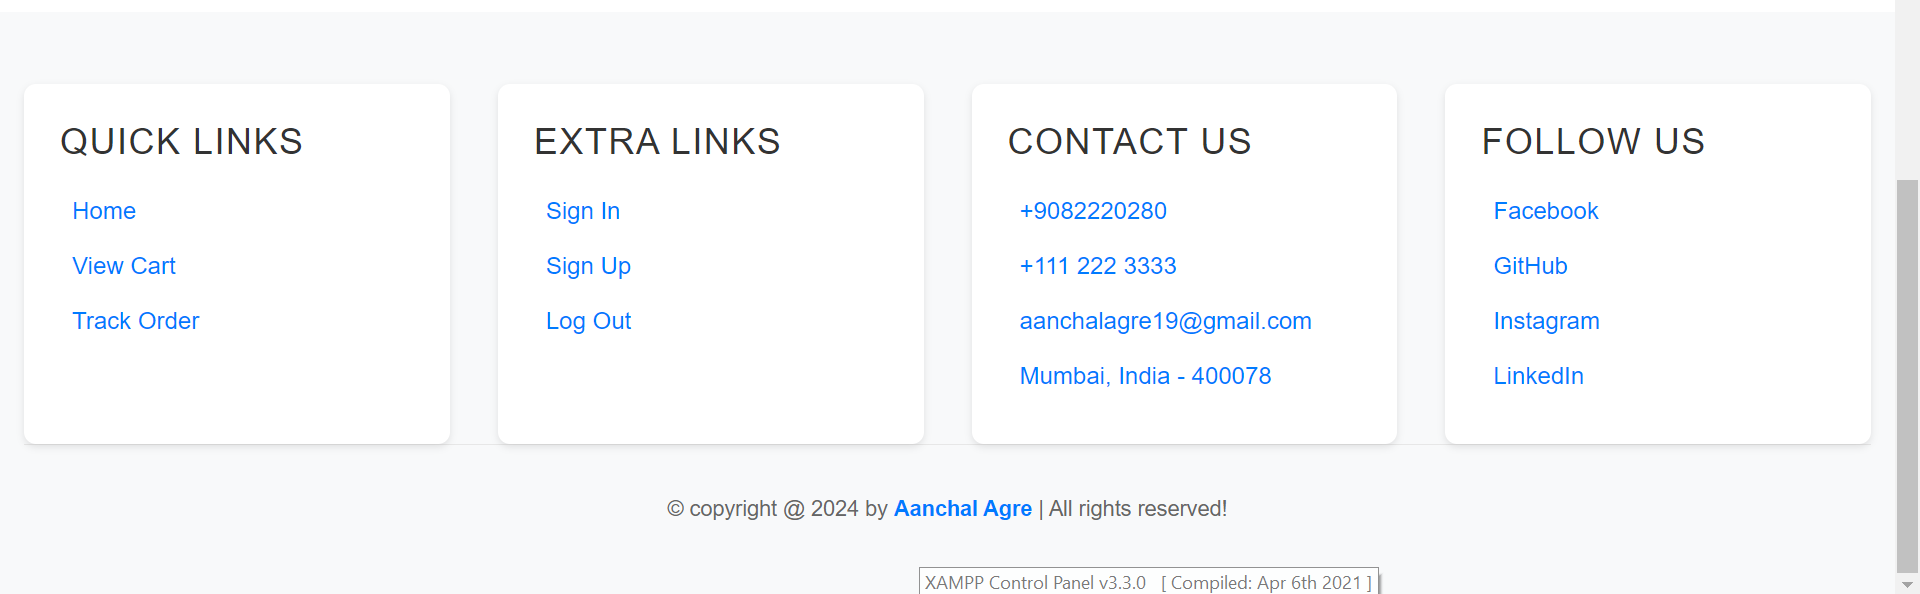 QUICK LINKS
Home
View Cart
Track Order
EXTRA LINKS
Sign In
Sign Up
Log Out
CONTACT US
+9082220280
+111 222 3333
aanchalagre19@gmail.com
Mumbai, India - 400078
FOLLOW US
Facebook
GitHub
Instagram
LinkedIn
© copyright @ 2024 by Aanchal Agre | All rights reserved!
XAMPP Control Panel v3.3.0 [ Compiled: Apr 6th 2021 ]